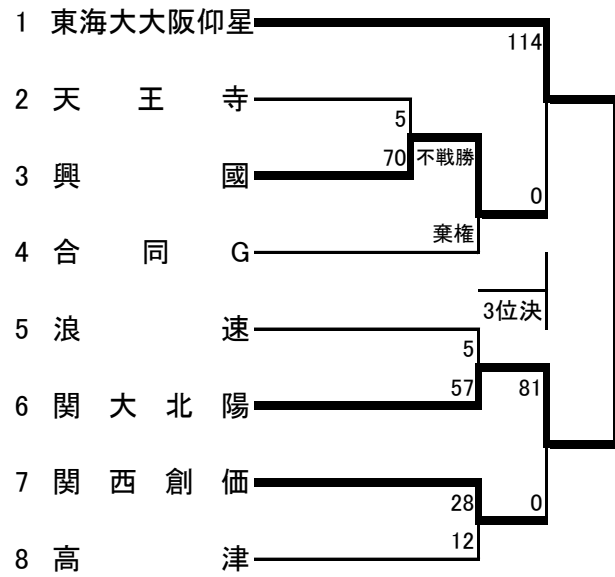 1 東海大大阪仰星
114
2 天王寺
5
70 不戦勝
3 興國
0
棄権
4 合同G
3位決
5 浪速
5
57 81
6 関大北陽
7 関西創価
28 0
12
8 高津